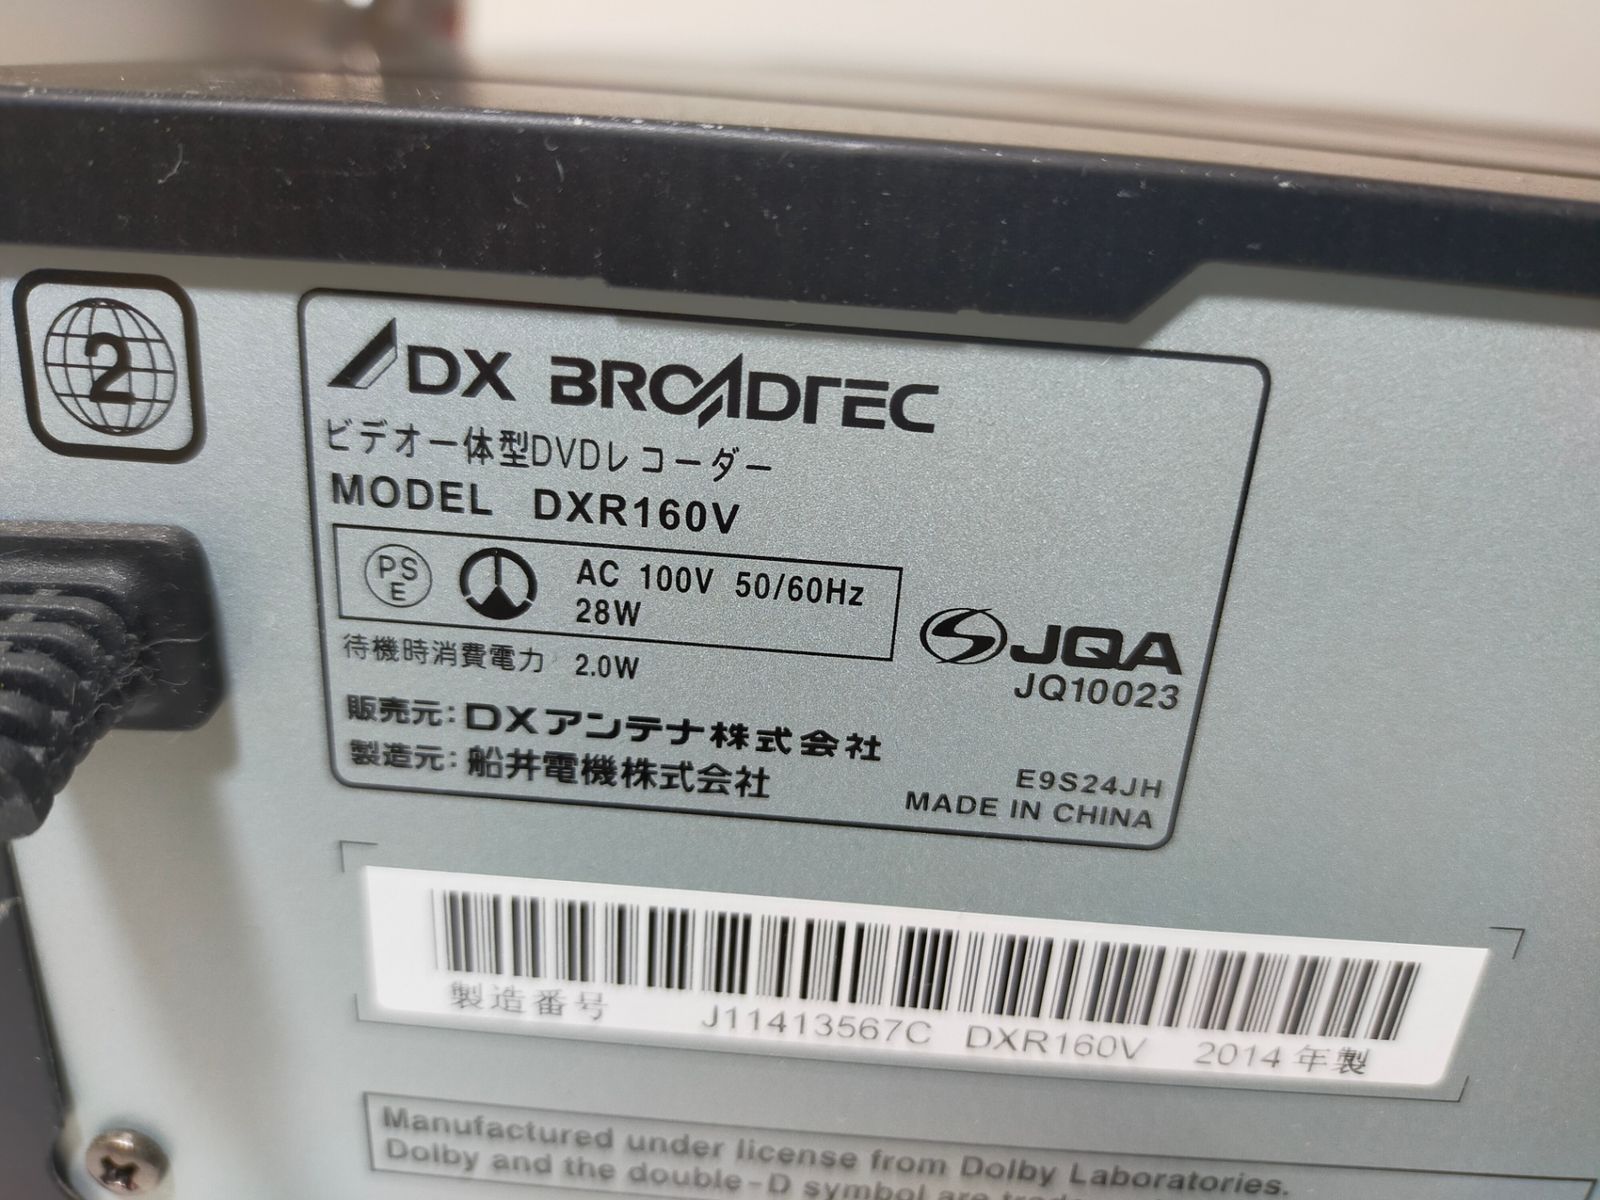 2
DX BROADTEC
ビデオ一体型DVDレコーダー
MODEL DXR160V
PSE
AC 100V 50/60Hz
28W
待機時消費電力 2.0W
JQA
JQ10023
販売元:DXアンテナ株式会社
製造元:船井電機株式会社
E9S24JH
MADE IN CHINA
製造番号 J11413567C DXR160V 2014年製
Manufactured under license from Dolby Laboratories.
Dolby and the double-D symbol are